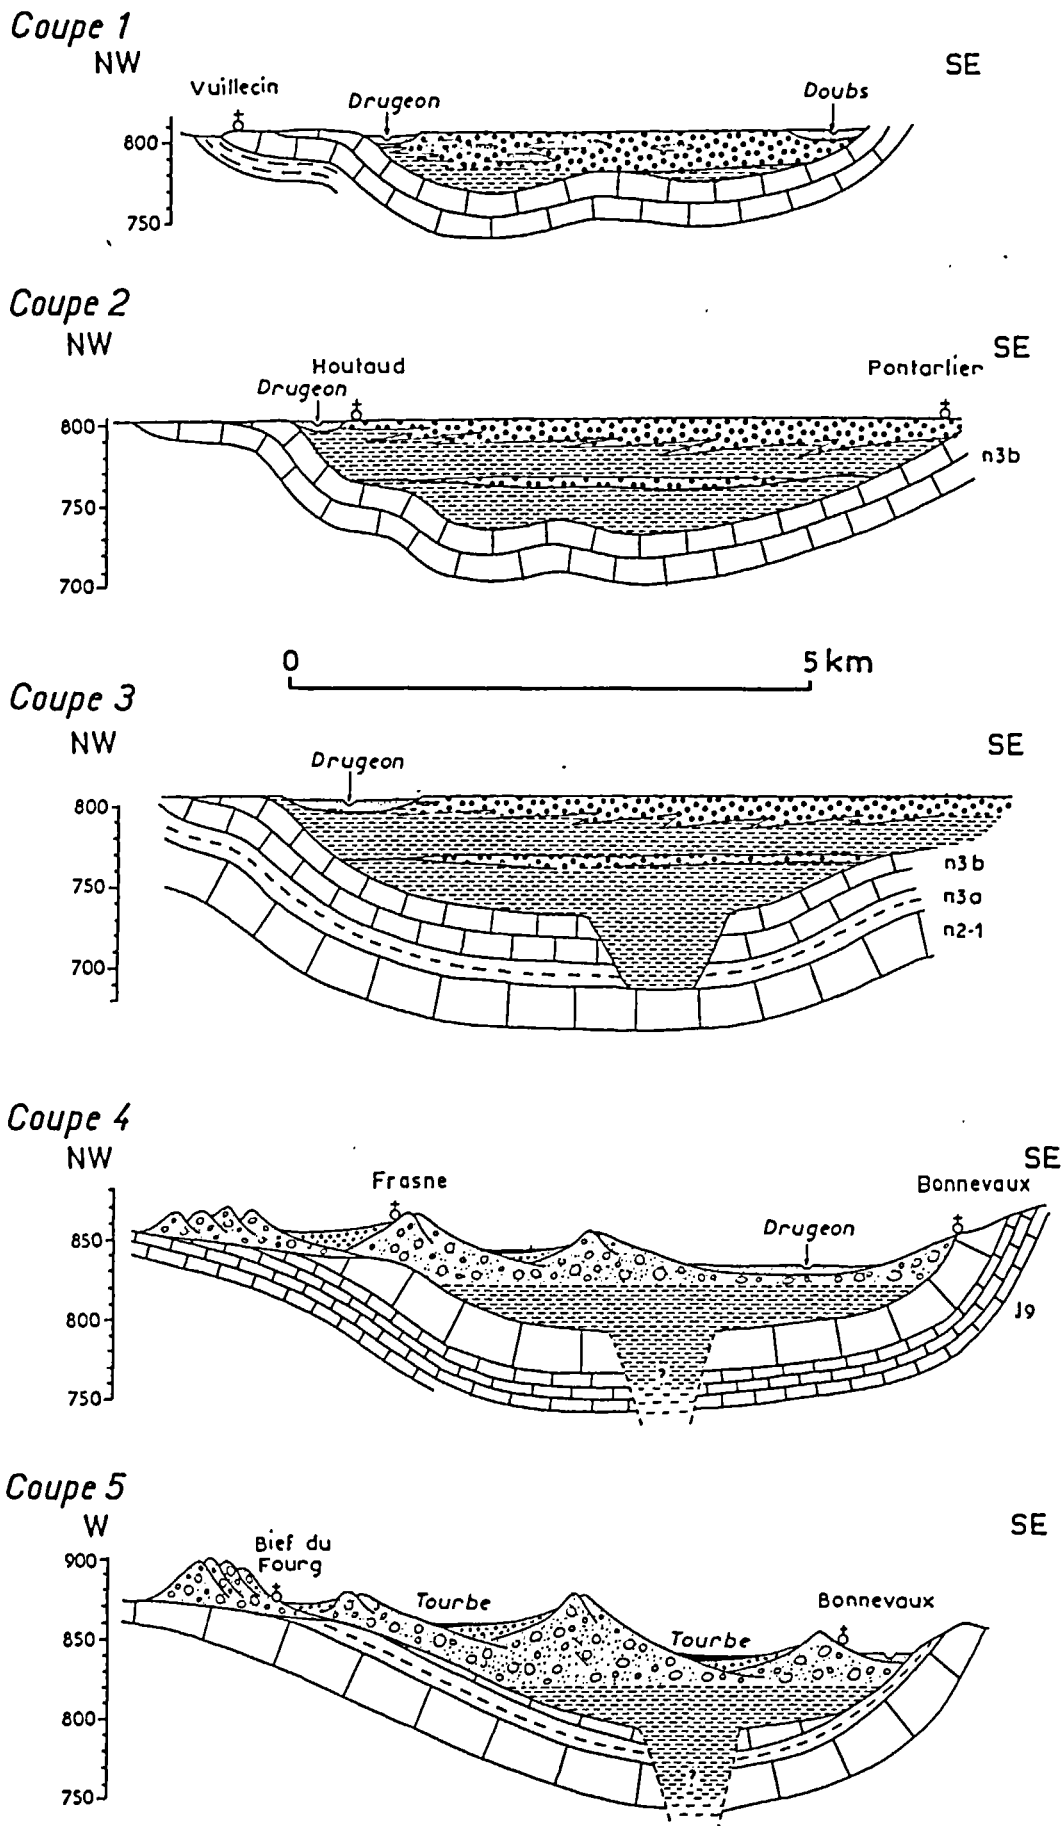 Coupe 1
NW
SE
Vuillecin
Drugeon
Doubs
800
750
Coupe 2
NW
SE
Houtaud
Drugeon
Pontarlier
800
n3b
750
700
0
5 km
Coupe 3
NW
SE
Drugeon
800
n3b
750
n3a
n2-1
700
Coupe 4
NW
SE
Frasne
Bonnevaux
Drugeon
850
800
J9
?
750
Coupe 5
W
SE
Bief du
Fourg
900
Tourbe
Bonnevaux
850
Tourbe
800
?
750